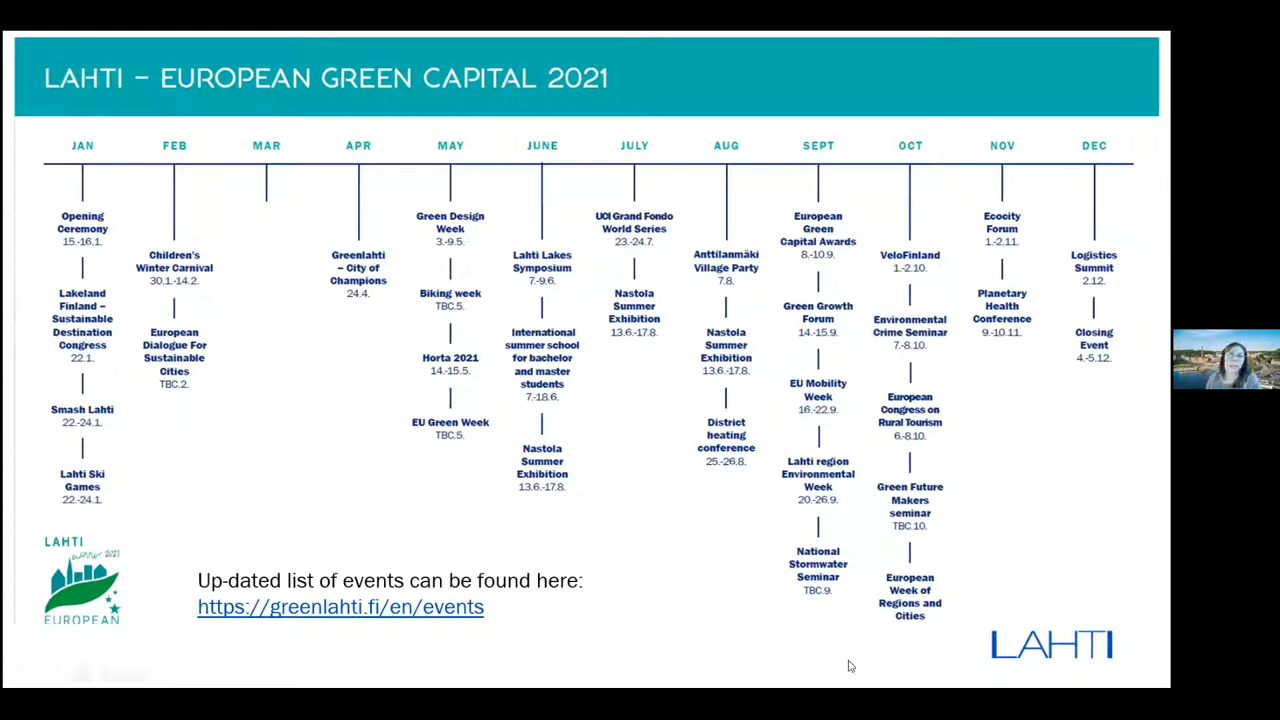 LAHTI – EUROPEAN GREEN CAPITAL 2021
JAN
FEB
MAR
APR
MAY
JUNE
JULY
AUG
SEPT
OCT
NOV
DEC
Opening
Ceremony
15.-16.1.
Lakeland
Finland –
Sustainable
Destination
Congress
22.1.
Smash Lahti
22.-24.1.
Lahti Ski
Games
22.-24.1.
Children's
Winter Carnival
30.1.-14.2.
European
Dialogue For
Sustainable
Cities
TBC.2.
Greenlahti
– City of
Champions
24.4.
Green Design
Week
3.-9.5.
Biking week
TBC.5.
Horta 2021
14.-15.5.
EU Green Week
TBC.5.
Lahti Lakes
Symposium
7.-9.6.
International
summer school
for bachelor
and master
students
7.-18.6.
Nastola
Summer
Exhibition
13.6.-17.8.
UCI Grand Fondo
World Series
23.-24.7.
Nastola
Summer
Exhibition
13.6.-17.8.
Anttilanmäki
Village Party
7.8.
Nastola
Summer
Exhibition
13.6.-17.8.
District
heating
conference
25.-26.8.
European
Green
Capital Awards
8.-10.9.
Green Growth
Forum
14.-15.9.
EU Mobility
Week
16.-22.9.
Lahti region
Environmental
Week
20.-26.9.
National
Stormwater
Seminar
TBC.9.
VeloFinland
1.-2.10.
Environmental
Crime Seminar
7.-8.10.
European
Congress on
Rural Tourism
6.-8.10.
Green Future
Makers
seminar
TBC.10.
European
Week of
Regions and
Cities
Ecocity
Forum
1.-2.11.
Planetary
Health
Conference
9.-10.11.
Logistics
Summit
2.12.
Closing
Event
4.-5.12.
LAHTI
winner 2021
EUROPEAN
Up-dated list of events can be found here:
https://greenlahti.fi/en/events
LAHTI